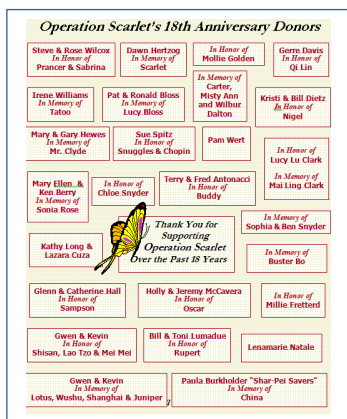 Operation Scarlet's 18th Anniversary Donors
Steve & Rose Wilcox
In Honor of
Prancer & Sabrina
Dawn Hertzog
In Memory of
Scarlet
In Honor of
Mollie Golden
Gerre Davis
In Honor of
Qi Lin
Irene Williams
In Memory of
Tatoo
Pat & Ronald Bloss
In Memory of
Lucy Bloss
In Memory of
Carter,
Misty Ann
and Wilbur
Dalton
Kristi & Bill Dietz
In Honor of
Nigel
Mary & Gary Hewes
In Memory of
Mr. Clyde
Sue Spitz
In Honor of
Snuggles & Chopin
Pam Wert
In Honor of
Lucy Lu Clark
In Memory of
Mai Ling Clark
Mary Ellen &
Ken Berry
In Memory of
Sonia Rose
In Honor of
Chloe Snyder
Terry & Fred Antonacci
In Honor of
Buddy
In Memory of
Sophia & Ben Snyder
Kathy Long &
Lazara Cuza
Thank You for
Supporting
Operation Scarlet
Over the Past 18 Years
In Memory of
Buster Bo
Glenn & Catherine Hall
In Honor of
Sampson
Holly & Jeremy McCavera
In Honor of
Oscar
In Honor of
Millie Fretterd
Gwen & Kevin
In Honor of
Shisan, Lao Tzo & Mei Mei
Bill & Toni Lumadue
In Honor of
Rupert
Lenamarie Natale
Gwen & Kevin
In Memory of
Lotus, Wushu, Shanghai & Juniper
Paula Burkholder "Shar-Pei Savers"
In Memory of
China